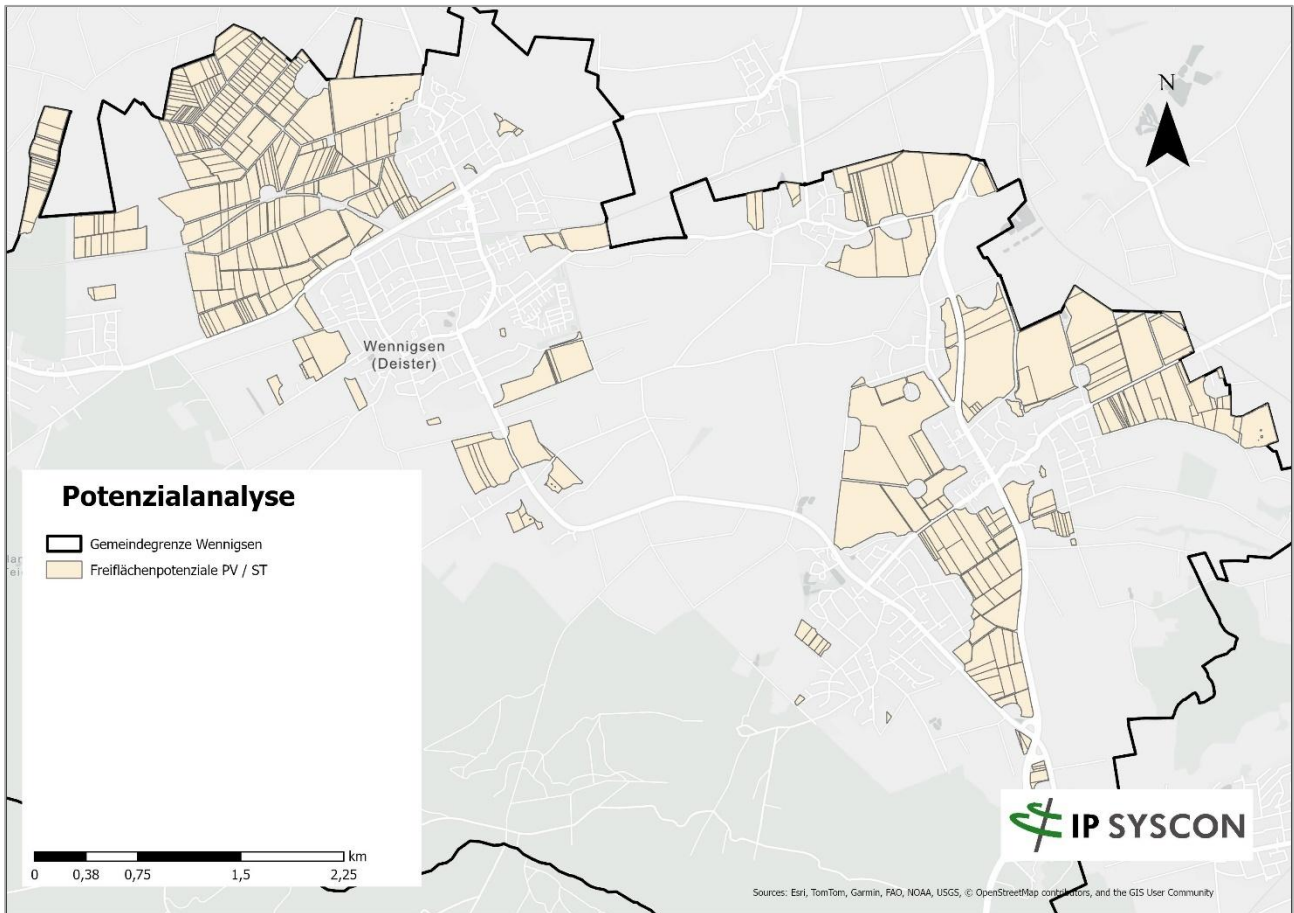 N
Wennigsen
(Deister)
Potenzialanalyse
Gemeindegrenze Wennigsen
Freiflächenpotenziale PV / ST
km
0 0,38 0,75 1,5 2,25
IP SYSCON
Sources: Esri, TomTom, Garmin, FAO, NOAA, USGS, © OpenStreetMap contributors, and the GIS User Community